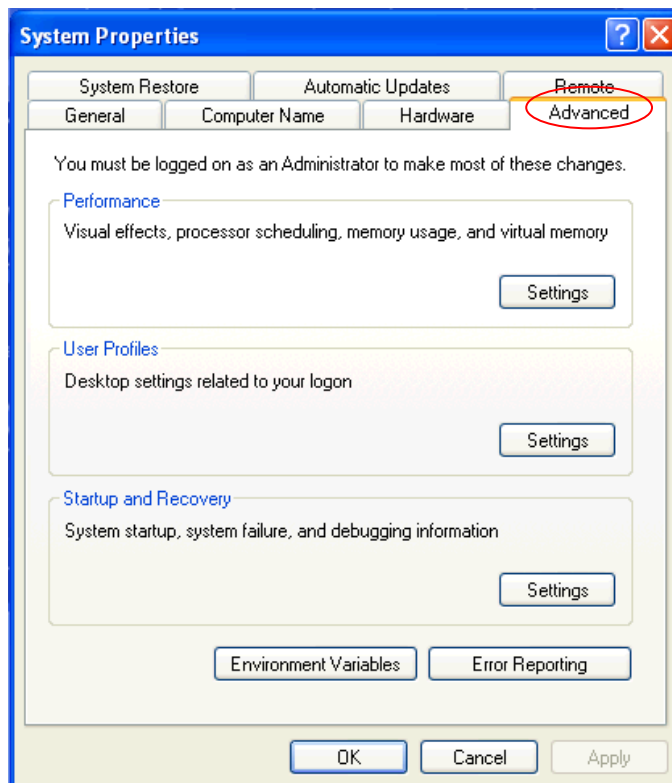 System Properties
System Restore Automatic Updates Remote
General Computer Name Hardware Advanced
You must be logged on as an Administrator to make most of these changes.
Performance
Visual effects, processor scheduling, memory usage, and virtual memory
Settings
User Profiles
Desktop settings related to your logon
Settings
Startup and Recovery
System startup, system failure, and debugging information
Settings
Environment Variables Error Reporting
OK Cancel Apply